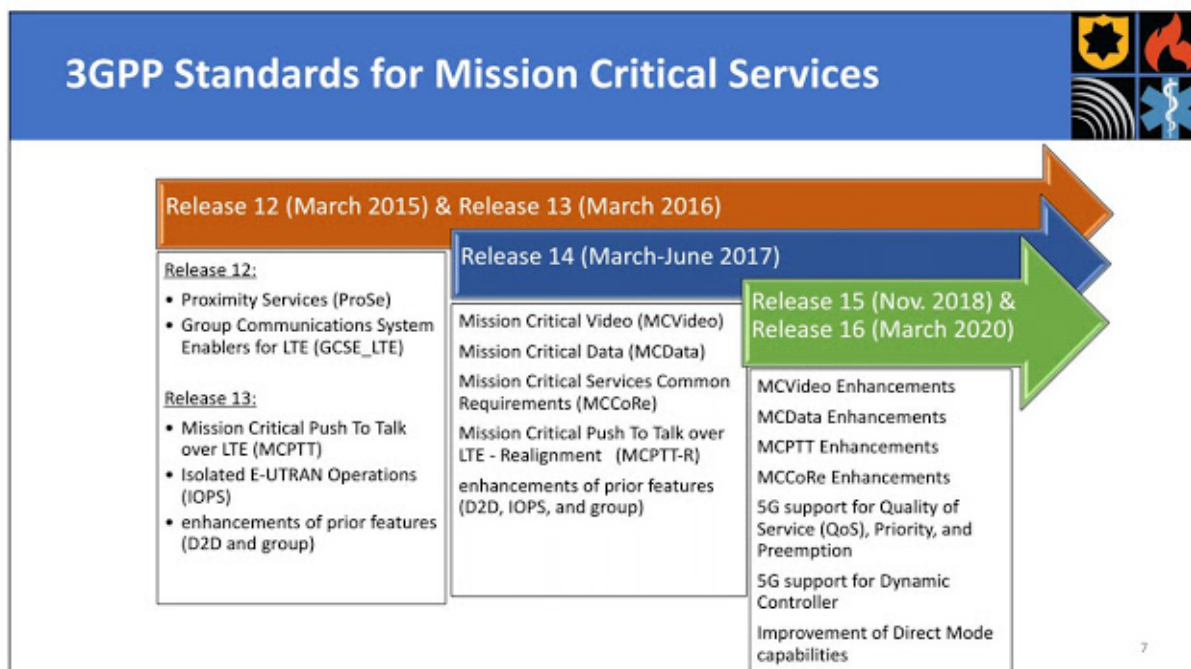 3GPP Standards for Mission Critical Services
Release 12 (March 2015) & Release 13 (March 2016)
Release 12:
• Proximity Services (ProSe)
• Group Communications System
Enablers for LTE (GCSE_LTE)
Release 13:
• Mission Critical Push To Talk
over LTE (MCPTT)
• Isolated E-UTRAN Operations
(IOPS)
• enhancements of prior features
(D2D and group)
Release 14 (March-June 2017)
Mission Critical Video (MCVideo)
Mission Critical Data (MCData)
Mission Critical Services Common
Requirements (MCCoRe)
Mission Critical Push To Talk over
LTE - Realignment (MCPTT-R)
enhancements of prior features
(D2D, IOPS, and group)
Release 15 (Nov. 2018) &
Release 16 (March 2020)
MCVideo Enhancements
MCData Enhancements
MCPTT Enhancements
MCCoRe Enhancements
5G support for Quality of
Service (QoS), Priority, and
Preemption
5G support for Dynamic
Controller
Improvement of Direct Mode
capabilities
7